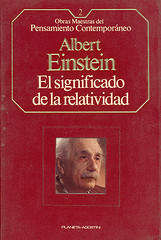 2
Obras Maestras del
Pensamiento Contemporáneo
Albert
Einstein
El significado
de la relatividad
PLANETA-AGOSTINI